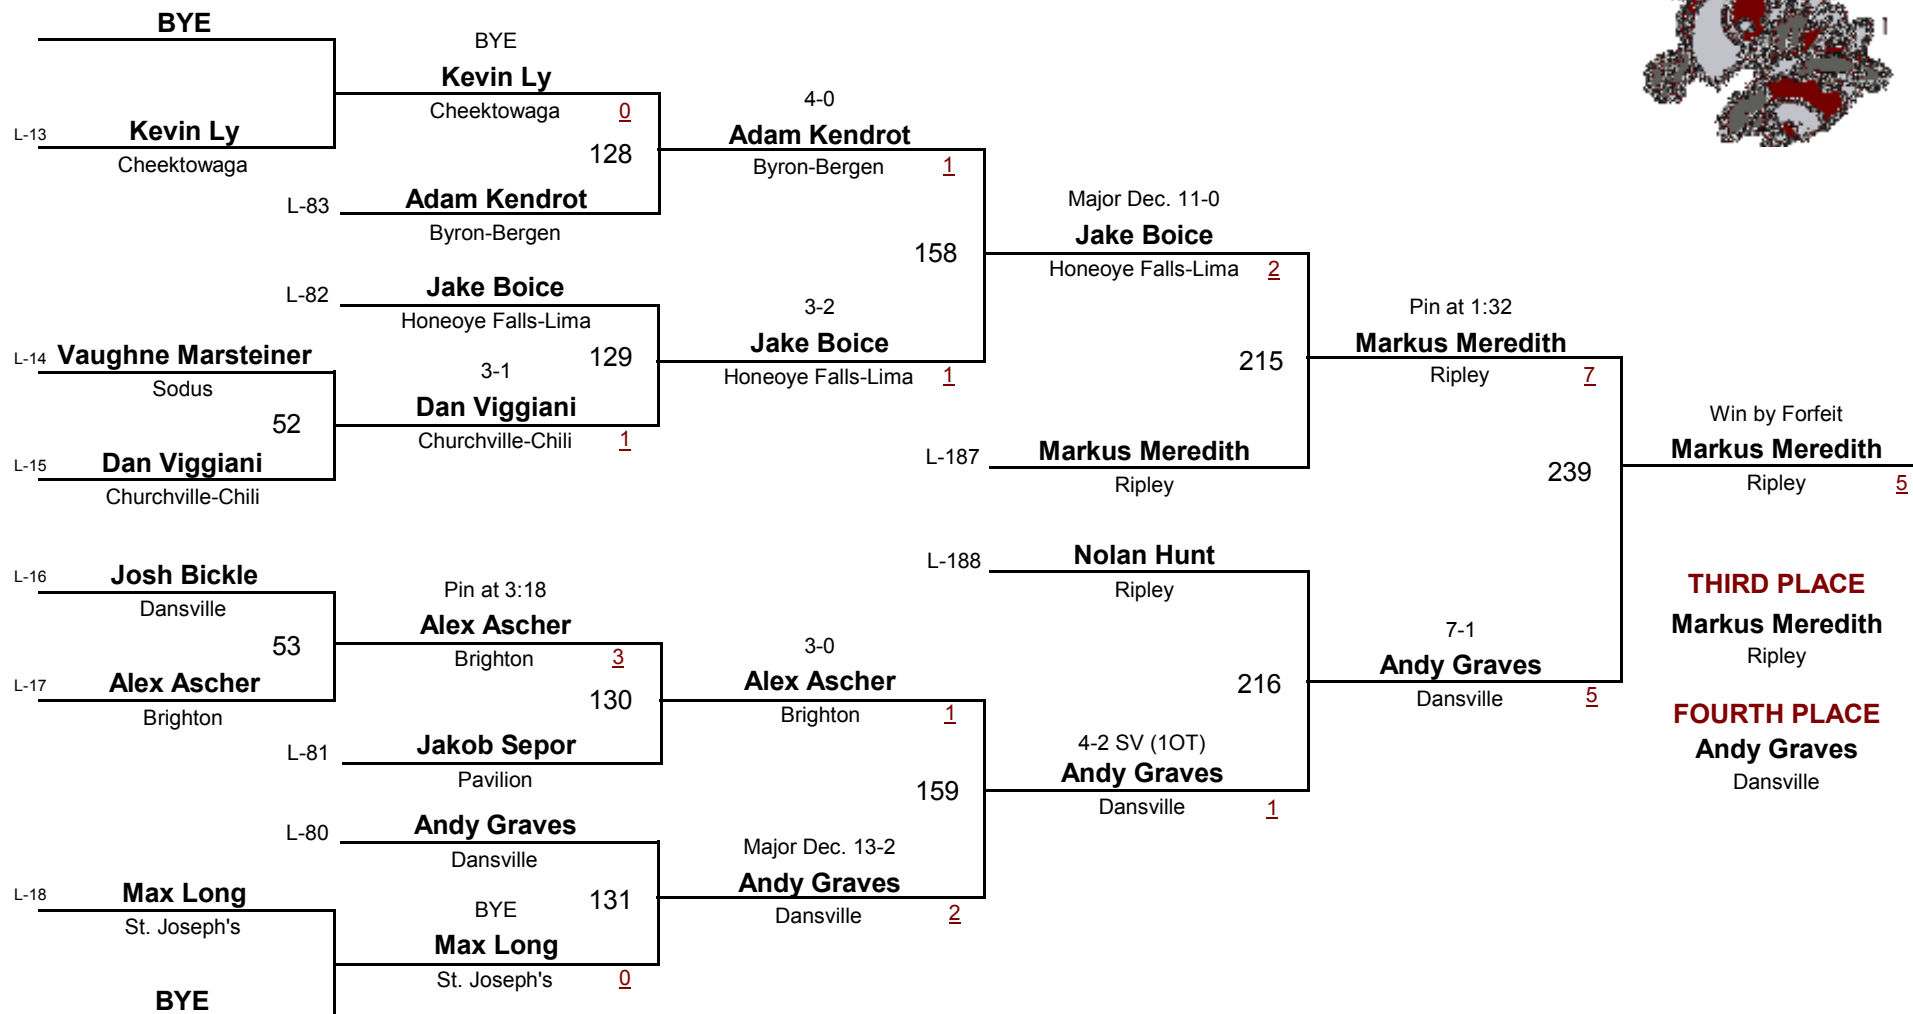 BYE
L-13 Kevin Ly
Cheektowaga
L-14 Vaughne Marsteiner
Sodus
52
L-15 Dan Viggiani
Churchville-Chili
L-16 Josh Bickle
Dansville
53
L-17 Alex Ascher
Brighton
L-18 Max Long
St. Joseph's
BYE
BYE
Kevin Ly
Cheektowaga 0
128
L-83 Adam Kendrot
Byron-Bergen
L-82 Jake Boice
Honeoye Falls-Lima
129
3-1
Dan Viggiani
Churchville-Chili 1
Pin at 3:18
Alex Ascher
Brighton 3
130
L-81 Jakob Sepor
Pavilion
L-80 Andy Graves
Dansville
131
BYE
Max Long
St. Joseph's 0
4-0
Adam Kendrot
Byron-Bergen 1
158
3-2
Jake Boice
Honeoye Falls-Lima 1
3-0
Alex Ascher
Brighton 1
159
Major Dec. 13-2
Andy Graves
Dansville 2
Major Dec. 11-0
Jake Boice
Honeoye Falls-Lima 2
215
L-187 Markus Meredith
Ripley
L-188 Nolan Hunt
Ripley
216
4-2 SV (1OT)
Andy Graves
Dansville 1
Pin at 1:32
Markus Meredith
Ripley 7
239
7-1
Andy Graves
Dansville 5
Win by Forfeit
Markus Meredith
Ripley 5
THIRD PLACE
Markus Meredith
Ripley
FOURTH PLACE
Andy Graves
Dansville